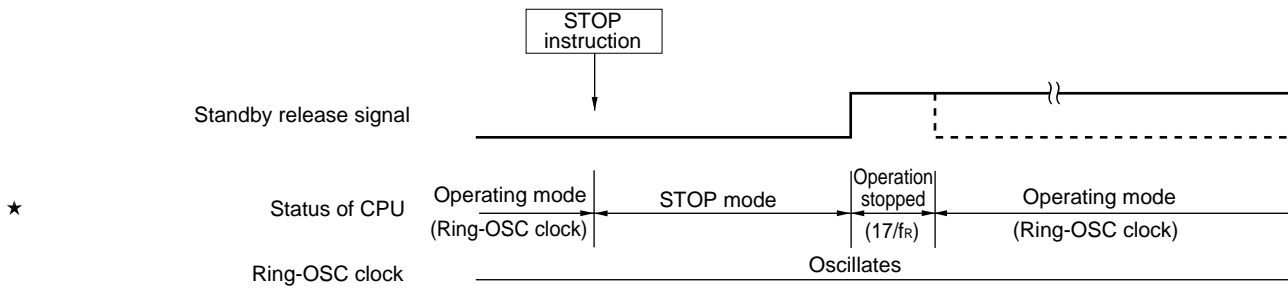 STOP
instruction
Standby release signal
★ Status of CPU
Operating mode
(Ring-OSC clock)
STOP mode
Operation
stopped
(17/fR)
Operating mode
(Ring-OSC clock)
Ring-OSC clock
Oscillates